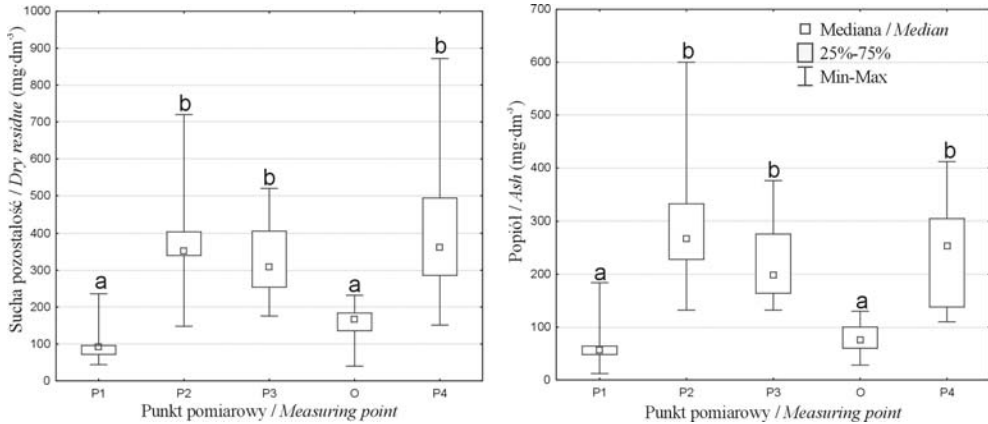 Sucha pozostałość / Dry residue (mg·dm⁻³)
1000
900
800
700
600
500
400
300
200
100
0
a
b
b
a
b
P1
P2
P3
O
P4
Punkt pomiarowy / Measuring point
Popiół / Ash (mg·dm⁻³)
700
600
500
400
300
200
100
0
Mediana / Median
25%-75%
Min-Max
a
b
b
a
b
P1
P2
P3
O
P4
Punkt pomiarowy / Measuring point